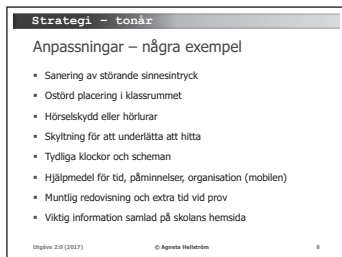 Strategi – tonår
Anpassningar – några exempel
▪ Sanering av störande sinnesintryck
▪ Ostörd placering i klassrummet
▪ Hörselskydd eller hörlurar
▪ Skyltning för att underlätta att hitta
▪ Tydliga klockor och scheman
▪ Hjälpmedel för tid, påminnelser, organisation (mobilen)
▪ Muntlig redovisning och extra tid vid prov
▪ Viktig information samlad på skolans hemsida
Utgåva 2:0 (2017) © Agneta Hellström 8